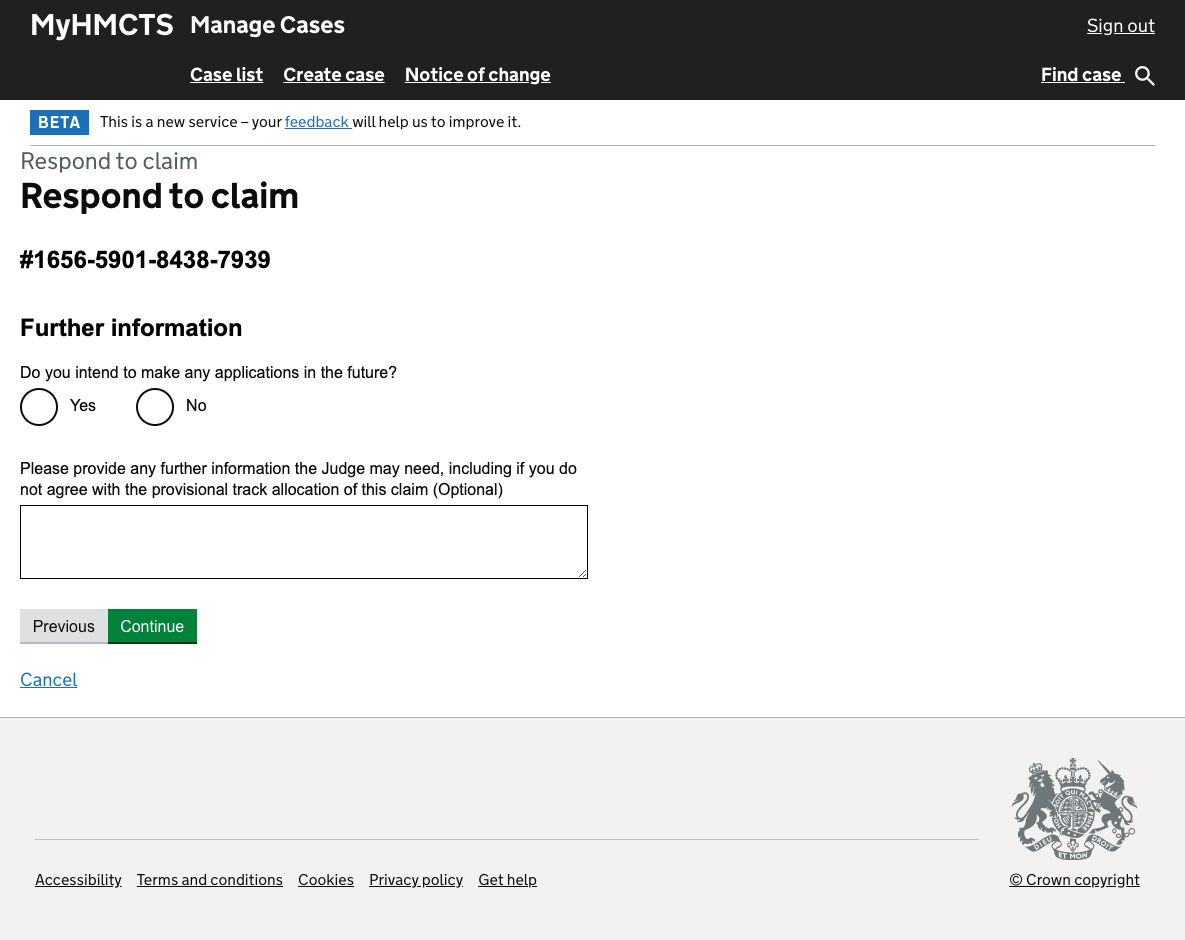 MyHMCTS Manage Cases Sign out
Case list Create case Notice of change Find case
BETA This is a new service – your feedback will help us to improve it.
Respond to claim
Respond to claim
#1656-5901-8438-7939
Further information
Do you intend to make any applications in the future?
Yes No
Please provide any further information the Judge may need, including if you do
not agree with the provisional track allocation of this claim (Optional)
Previous Continue
Cancel
DIEU ET MON DROIT
Accessibility Terms and conditions Cookies Privacy policy Get help © Crown copyright